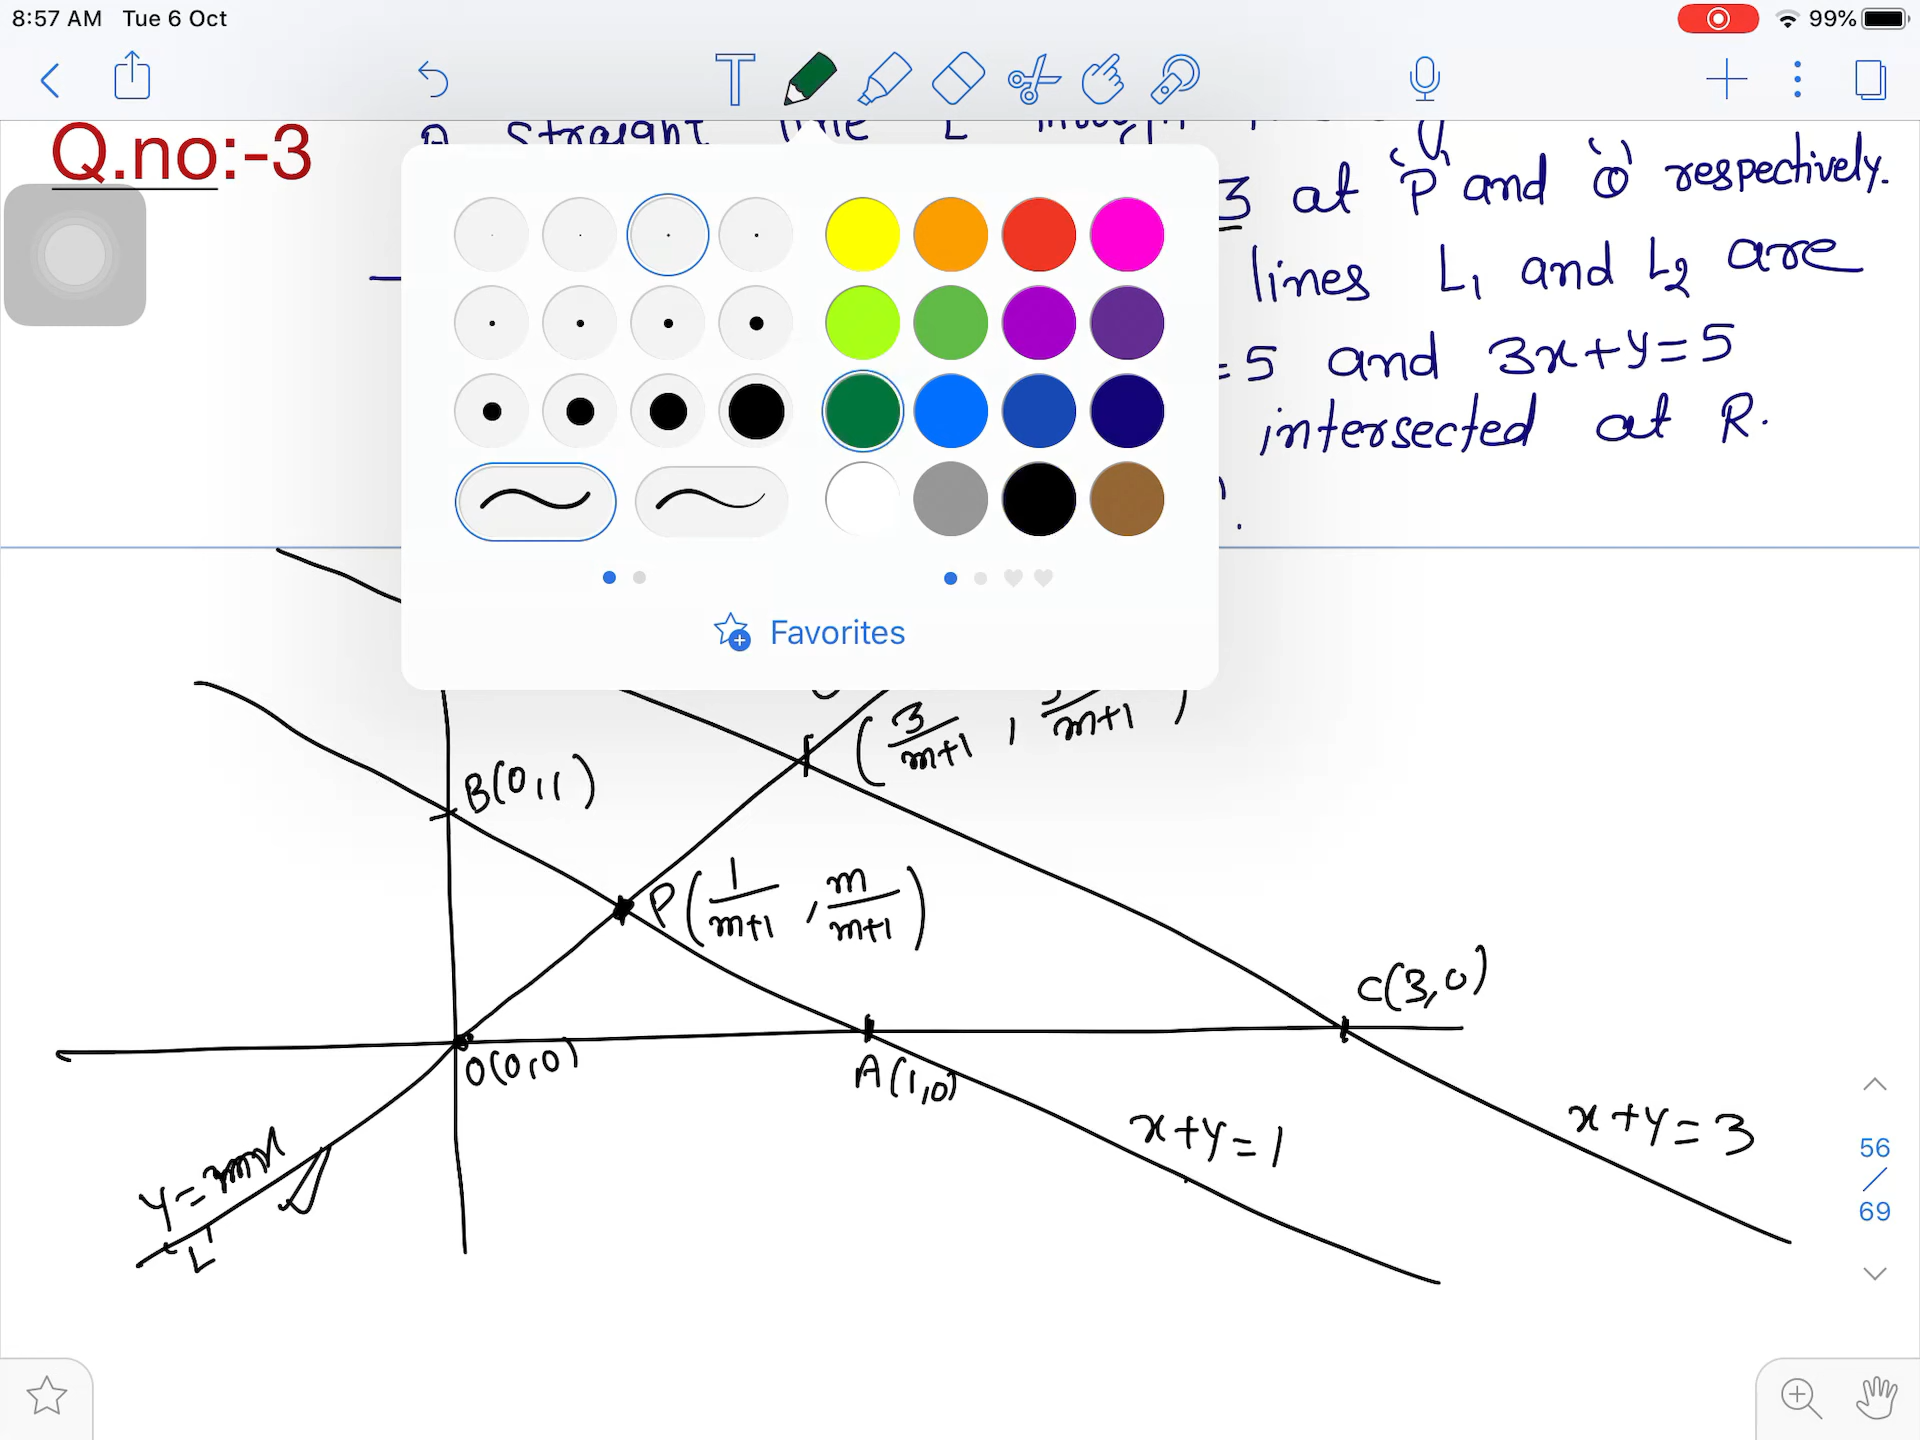 8:57 AM Tue 6 Oct 99%
Q.no:-3
A straight line L
3 at 'P' and 'Q' respectively.
lines L₁ and L₂ are
=5 and 3x+y=5
intersected at R.
Favorites
(3/m+1 , /m+1 )
B(0,1)
P(1/m+1 , m/m+1)
C(3,0)
O(0,0)
A(1,0)
x+y=1
x+y=3
y=mx
'L'
56
/
69